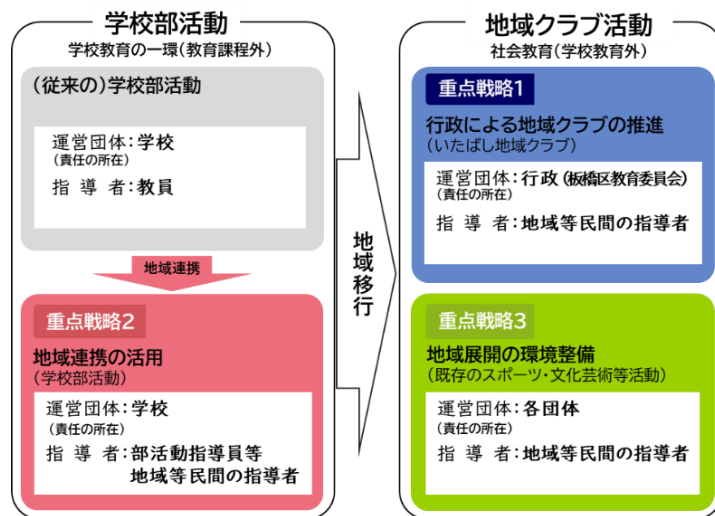 学校部活動
学校教育の一環(教育課程外)
(従来の)学校部活動
運営団体:学校
(責任の所在)
指導者:教員
地域連携
重点戦略2
地域連携の活用
(学校部活動)
運営団体:学校
(責任の所在)
指導者:部活動指導員等
地域等民間の指導者
地域移行
地域クラブ活動
社会教育(学校教育外)
重点戦略1
行政による地域クラブの推進
(いたばし地域クラブ)
運営団体:行政(板橋区教育委員会)
(責任の所在)
指導者:地域等民間の指導者
重点戦略3
地域展開の環境整備
(既存のスポーツ・文化芸術等活動)
運営団体:各団体
(責任の所在)
指導者:地域等民間の指導者